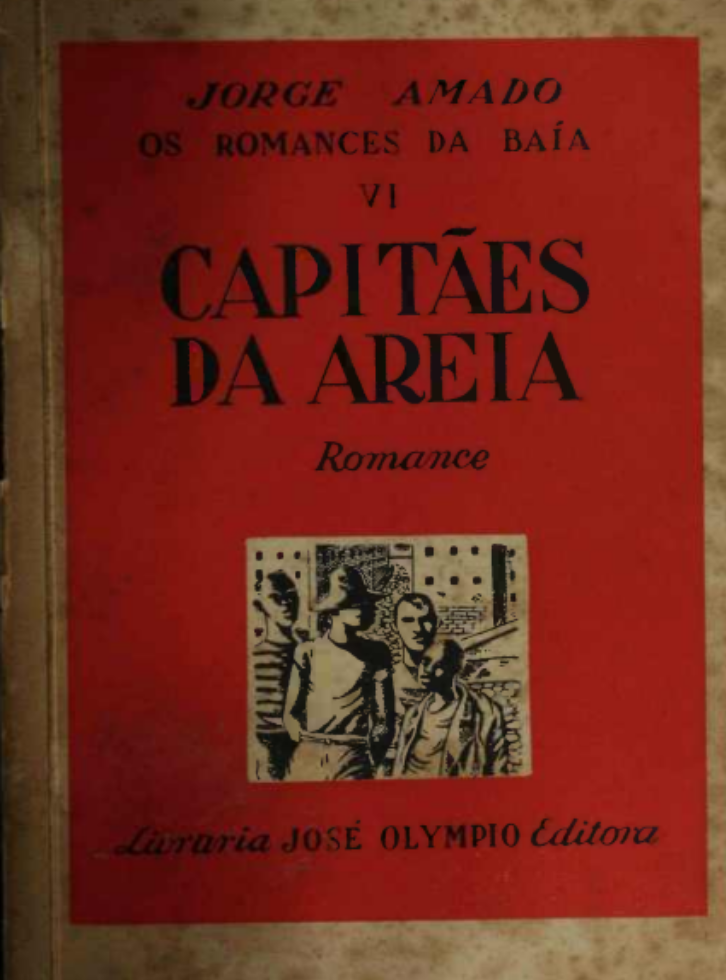 JORGE AMADO
OS ROMANCES DA BAÍA
VI
CAPITÃES
DA AREIA
Romance
Livraria JOSÉ OLYMPIO Editora